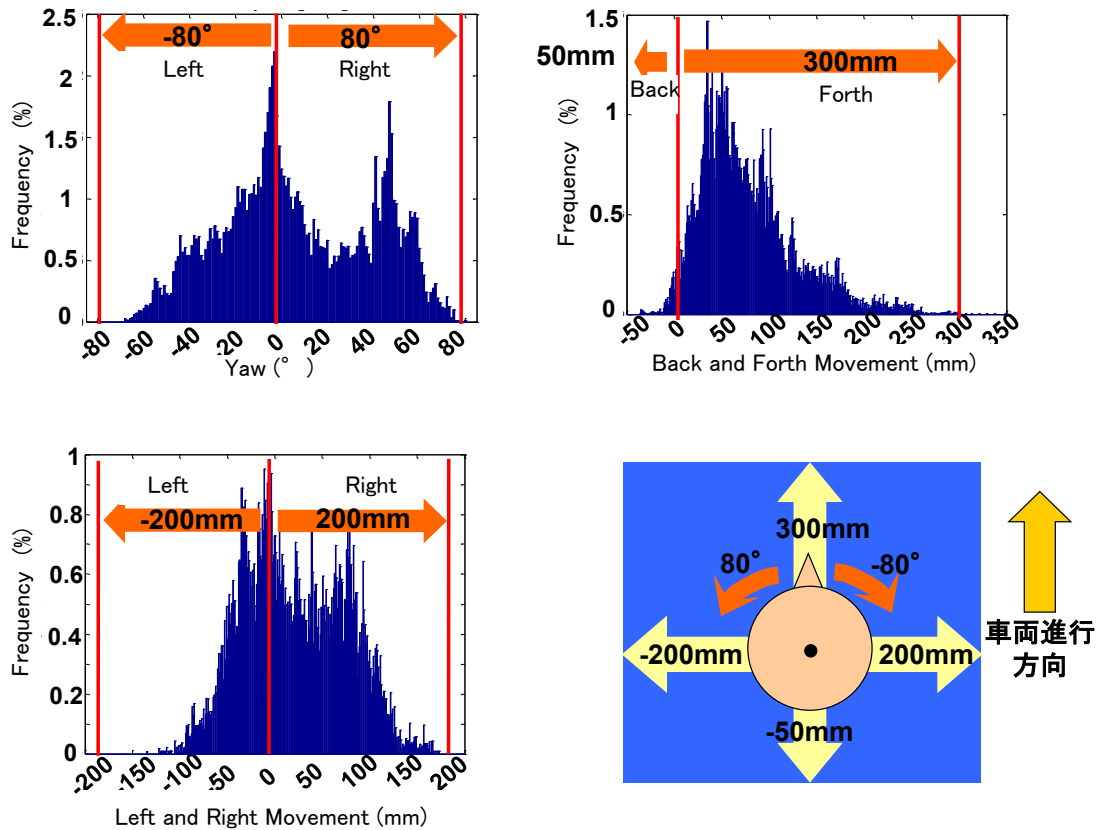 2.5
2
1.5
1
0.5
0
Frequency (%)
-80°
80°
Left
Right
-80
-60
-40
-20
0
20
40
60
80
Yaw (° )
1.5
1
0.5
0
Frequency (%)
50mm
300mm
Back
Forth
-50
0
50
100
150
200
250
300
350
Back and Forth Movement (mm)
1
0.8
0.6
0.4
0.2
0
Frequency (%)
Left
Right
-200mm
200mm
-200
-150
-100
-50
0
50
100
150
200
Left and Right Movement (mm)
300mm
80°
-80°
-200mm
200mm
-50mm
車両進行
方向